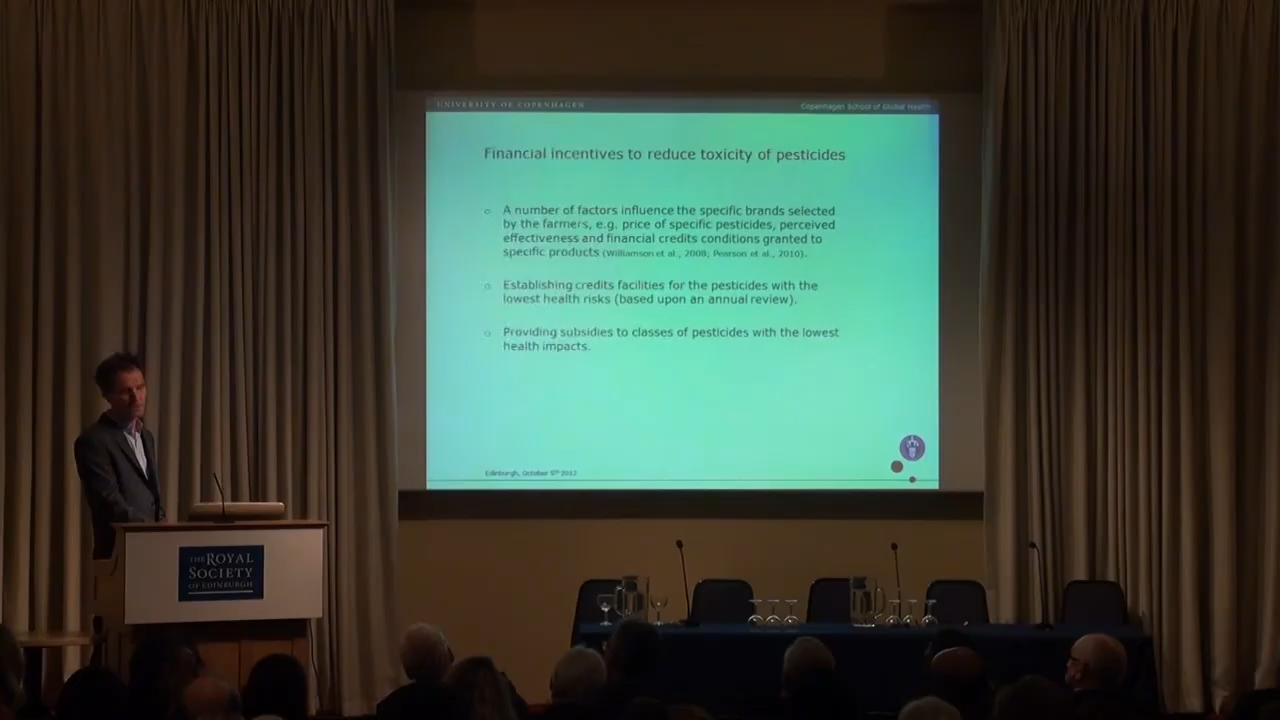 UNIVERSITY OF COPENHAGEN
Copenhagen School of Global Health
Financial incentives to reduce toxicity of pesticides
○ A number of factors influence the specific brands selected
by the farmers, e.g. price of specific pesticides, perceived
effectiveness and financial credits conditions granted to
specific products (Williamson et al., 2008; Pearson et al., 2010).
○ Establishing credits facilities for the pesticides with the
lowest health risks (based upon an annual review).
○ Providing subsidies to classes of pesticides with the lowest
health impacts.
Edinburgh, October 5th 2012
THE ROYAL
SOCIETY
OF EDINBURGH